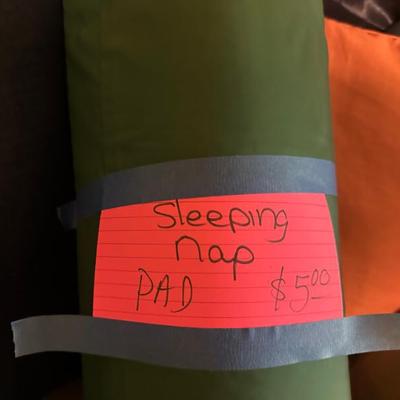 Sleeping
nap
PAD $5.00